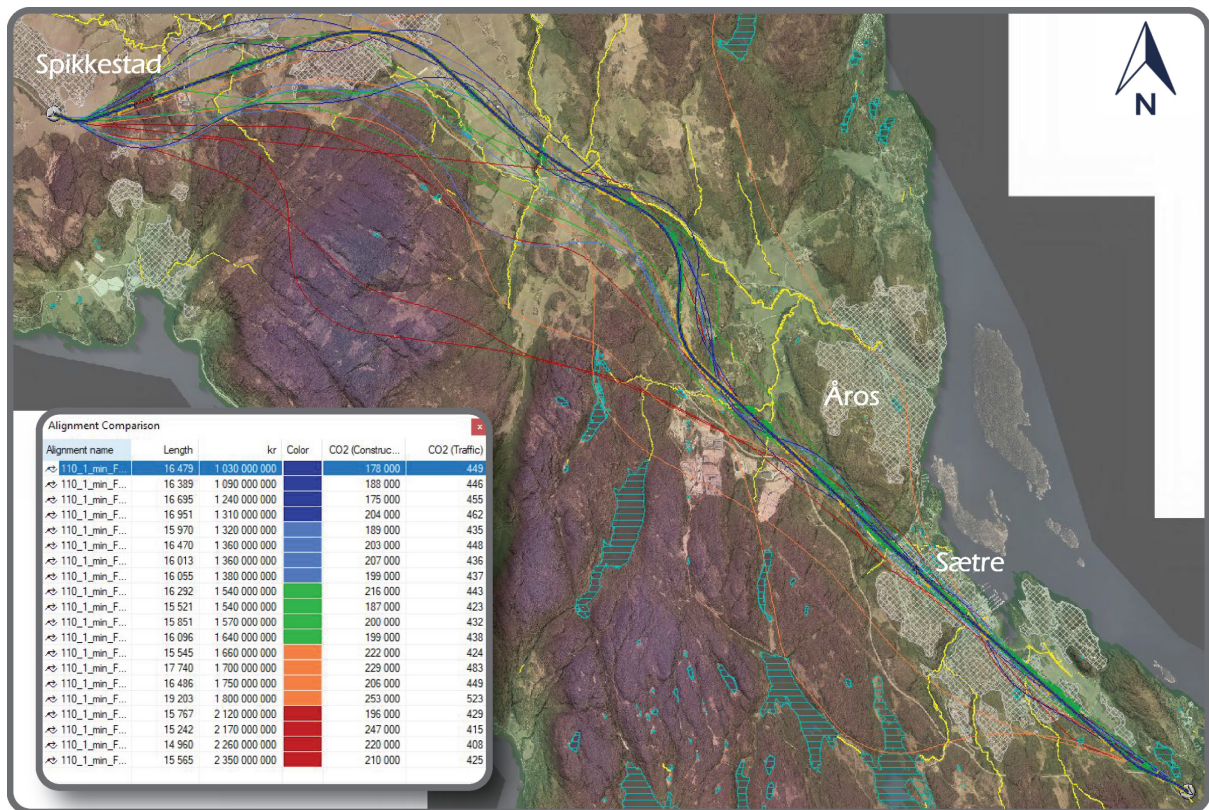 Spikkestad
N
Åros
Sætre
Alignment Comparison
x
Alignment name Length kr Color CO2 (Construc... CO2 (Traffic)
110_1_min_F... 16 479 1 030 000 000 178 000 449
110_1_min_F... 16 389 1 090 000 000 188 000 446
110_1_min_F... 16 695 1 240 000 000 175 000 455
110_1_min_F... 16 951 1 310 000 000 204 000 462
110_1_min_F... 15 970 1 320 000 000 189 000 435
110_1_min_F... 16 470 1 360 000 000 203 000 448
110_1_min_F... 16 013 1 360 000 000 207 000 436
110_1_min_F... 16 055 1 380 000 000 199 000 437
110_1_min_F... 16 292 1 540 000 000 216 000 443
110_1_min_F... 15 521 1 540 000 000 187 000 423
110_1_min_F... 15 851 1 570 000 000 200 000 432
110_1_min_F... 16 096 1 640 000 000 199 000 438
110_1_min_F... 15 545 1 660 000 000 222 000 424
110_1_min_F... 17 740 1 700 000 000 229 000 483
110_1_min_F... 16 486 1 750 000 000 206 000 449
110_1_min_F... 19 203 1 800 000 000 253 000 523
110_1_min_F... 15 767 2 120 000 000 196 000 429
110_1_min_F... 15 242 2 170 000 000 247 000 415
110_1_min_F... 14 960 2 260 000 000 220 000 408
110_1_min_F... 15 565 2 350 000 000 210 000 425